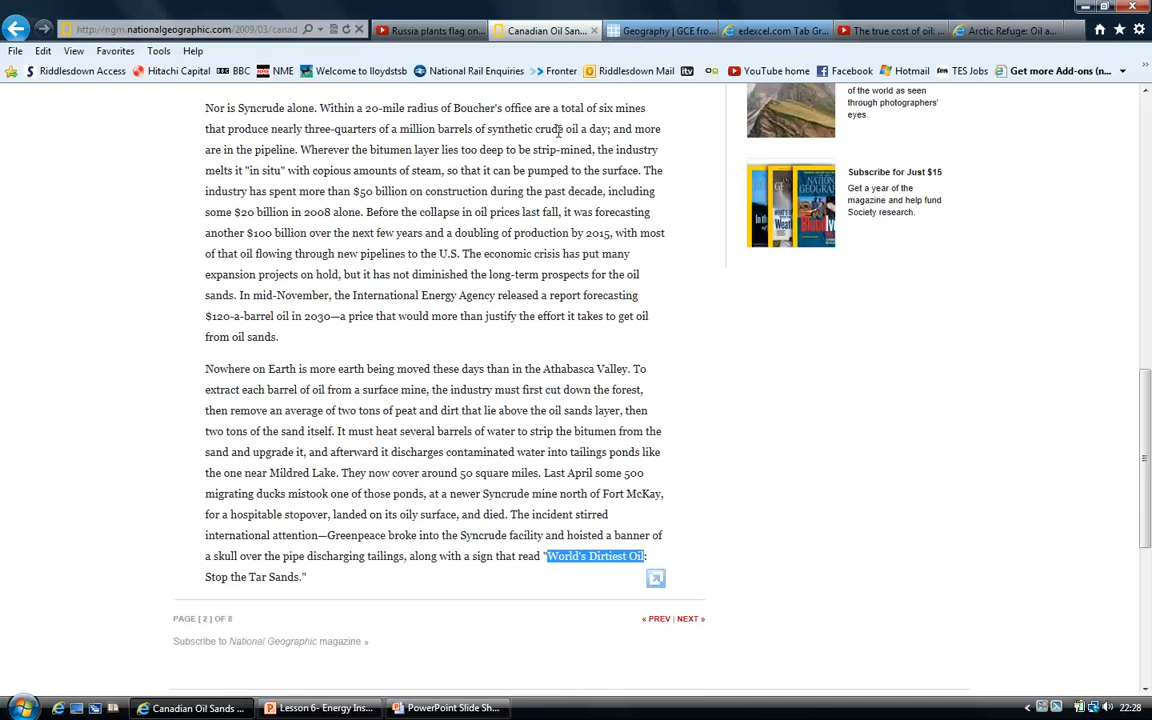 http://ngm.nationalgeographic.com/2009/03/canad
Russia plants flag on...
Canadian Oil San...
Geography | GCE fro...
edexcel.com Tab Gr...
The true cost of oil: ...
Arctic Refuge: Oil a...
File Edit View Favorites Tools Help
Riddlesdown Access Hitachi Capital BBC NME Welcome to lloydstsb National Rail Enquiries Fronter Riddlesdown Mail itv YouTube home Facebook Hotmail TES Jobs Get more Add-ons (n...
Nor is Syncrude alone. Within a 20-mile radius of Boucher's office are a total of six mines
that produce nearly three-quarters of a million barrels of synthetic crude oil a day; and more
are in the pipeline. Wherever the bitumen layer lies too deep to be strip-mined, the industry
melts it "in situ" with copious amounts of steam, so that it can be pumped to the surface. The
industry has spent more than $50 billion on construction during the past decade, including
some $20 billion in 2008 alone. Before the collapse in oil prices last fall, it was forecasting
another $100 billion over the next few years and a doubling of production by 2015, with most
of that oil flowing through new pipelines to the U.S. The economic crisis has put many
expansion projects on hold, but it has not diminished the long-term prospects for the oil
sands. In mid-November, the International Energy Agency released a report forecasting
$120-a-barrel oil in 2030—a price that would more than justify the effort it takes to get oil
from oil sands.
Nowhere on Earth is more earth being moved these days than in the Athabasca Valley. To
extract each barrel of oil from a surface mine, the industry must first cut down the forest,
then remove an average of two tons of peat and dirt that lie above the oil sands layer, then
two tons of the sand itself. It must heat several barrels of water to strip the bitumen from the
sand and upgrade it, and afterward it discharges contaminated water into tailings ponds like
the one near Mildred Lake. They now cover around 50 square miles. Last April some 500
migrating ducks mistook one of those ponds, at a newer Syncrude mine north of Fort McKay,
for a hospitable stopover, landed on its oily surface, and died. The incident stirred
international attention—Greenpeace broke into the Syncrude facility and hoisted a banner of
a skull over the pipe discharging tailings, along with a sign that read "World's Dirtiest Oil:
Stop the Tar Sands."
PAGE [ 2 ] OF 8
« PREV | NEXT »
Subscribe to National Geographic magazine »
of the world as seen
through photographers'
eyes.
Subscribe for Just $15
Get a year of the
magazine and help fund
Society research.
Canadian Oil Sands ...
Lesson 6- Energy Ins...
PowerPoint Slide Sh...
22:28